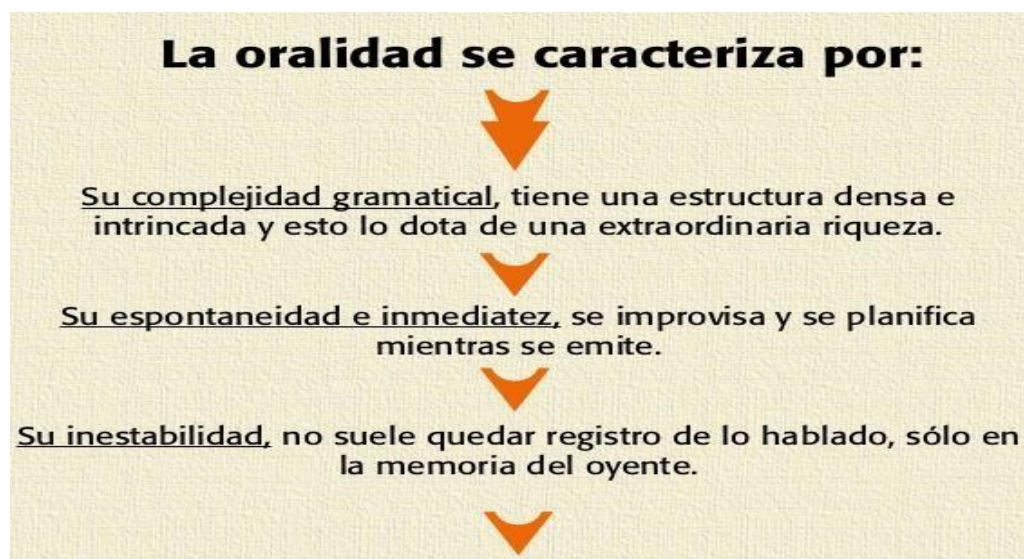 La oralidad se caracteriza por:
Su complejidad gramatical, tiene una estructura densa e
intrincada y esto lo dota de una extraordinaria riqueza.
Su espontaneidad e inmediatez, se improvisa y se planifica
mientras se emite.
Su inestabilidad, no suele quedar registro de lo hablado, sólo en
la memoria del oyente.